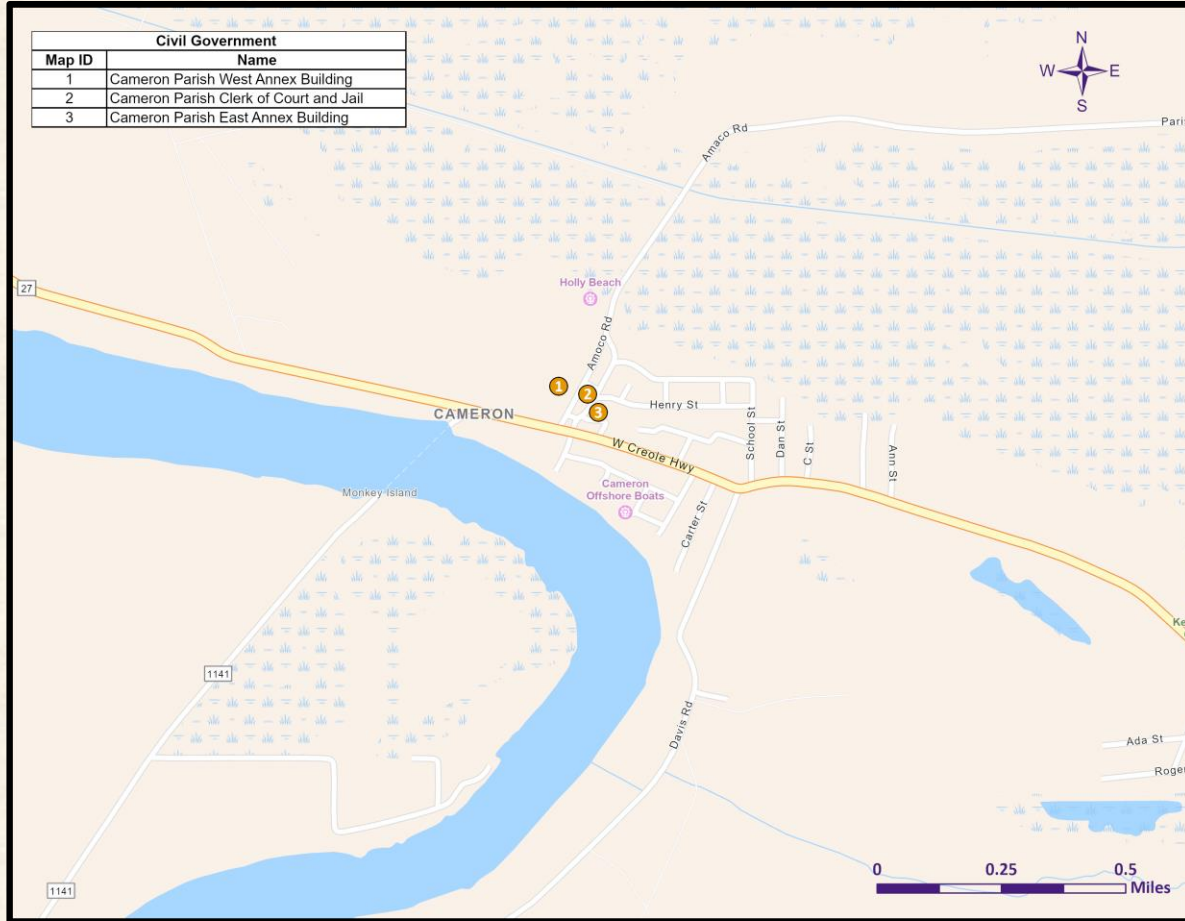 Civil Government
Map ID Name
1 Cameron Parish West Annex Building
2 Cameron Parish Clerk of Court and Jail
3 Cameron Parish East Annex Building
N
W E
S
Amaco Rd
Paris
27
Holly Beach
Amoco Rd
1
2
3
Henry St
CAMERON
W Creole Hwy
School St
Dan St
C St
Ann St
Cameron
Offshore Boats
Monkey Island
Carter St
Ke
1141
Davis Rd
Ada St
Roger
1141
0 0.25 0.5
Miles